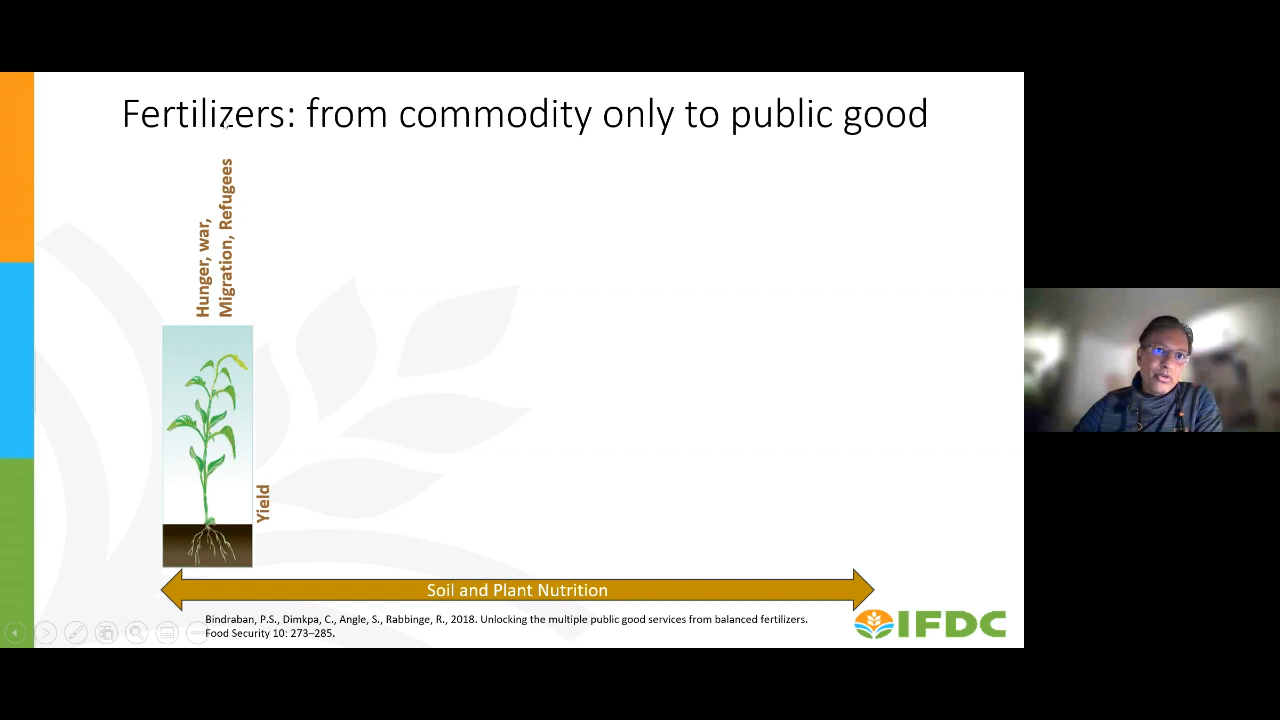 Fertilizers: from commodity only to public good
Hunger, war,
Migration, Refugees
Yield
Soil and Plant Nutrition
Bindraban, P.S., Dimkpa, C., Angle, S., Rabbinge, R., 2018. Unlocking the multiple public good services from balanced fertilizers.
Food Security 10: 273–285.
IFDC